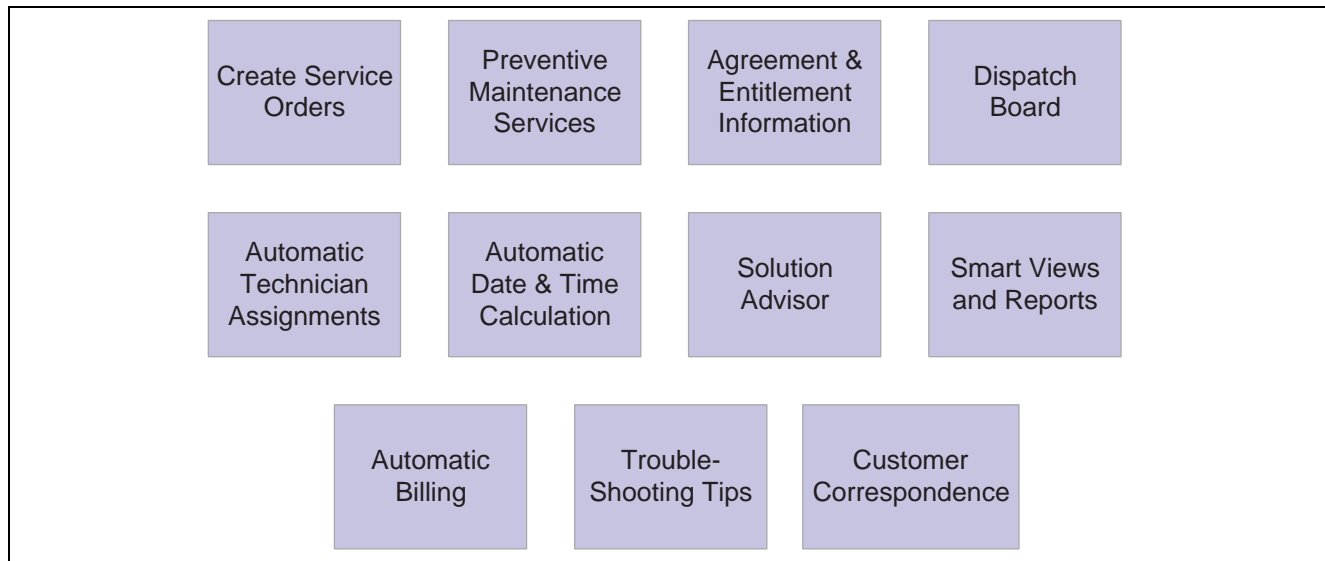 Create Service
Orders
Preventive
Maintenance
Services
Agreement &
Entitlement
Information
Dispatch
Board
Automatic
Technician
Assignments
Automatic
Date & Time
Calculation
Solution
Advisor
Smart Views
and Reports
Automatic
Billing
Trouble-
Shooting Tips
Customer
Correspondence